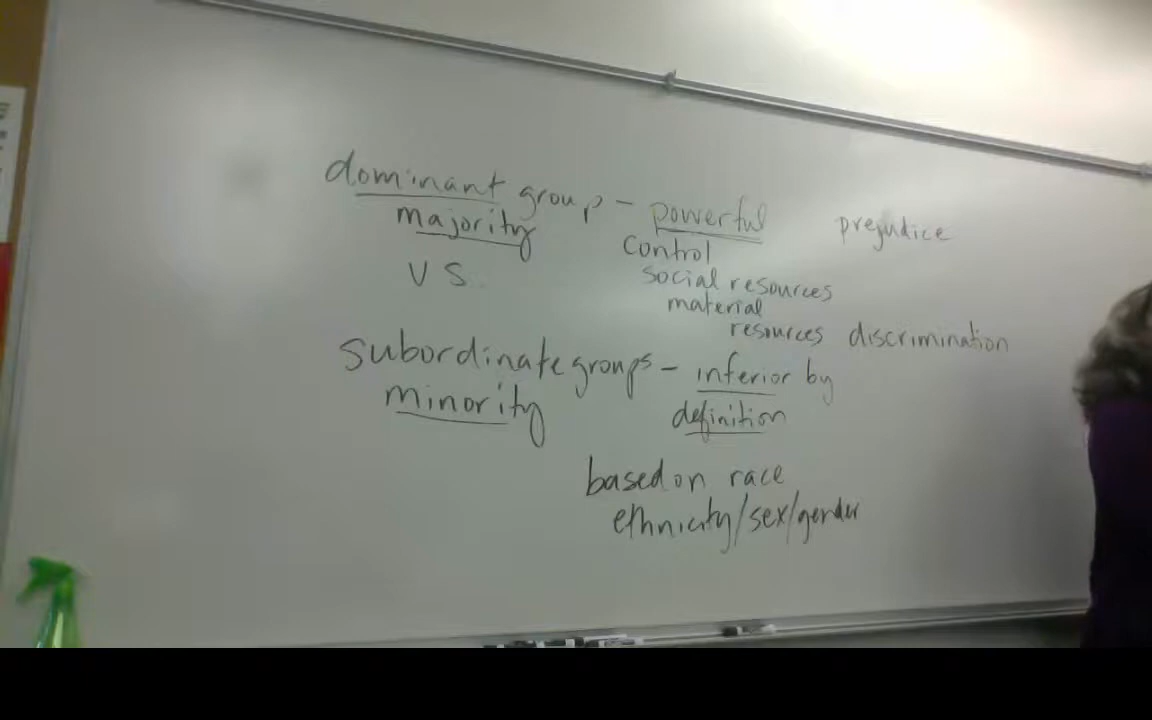 dominant group - powerful
majority
control
prejudice
vs.
social resources
material
resources
discrimination
subordinate groups - inferior by
minority
definition
based on race
ethnicity/sex/gender